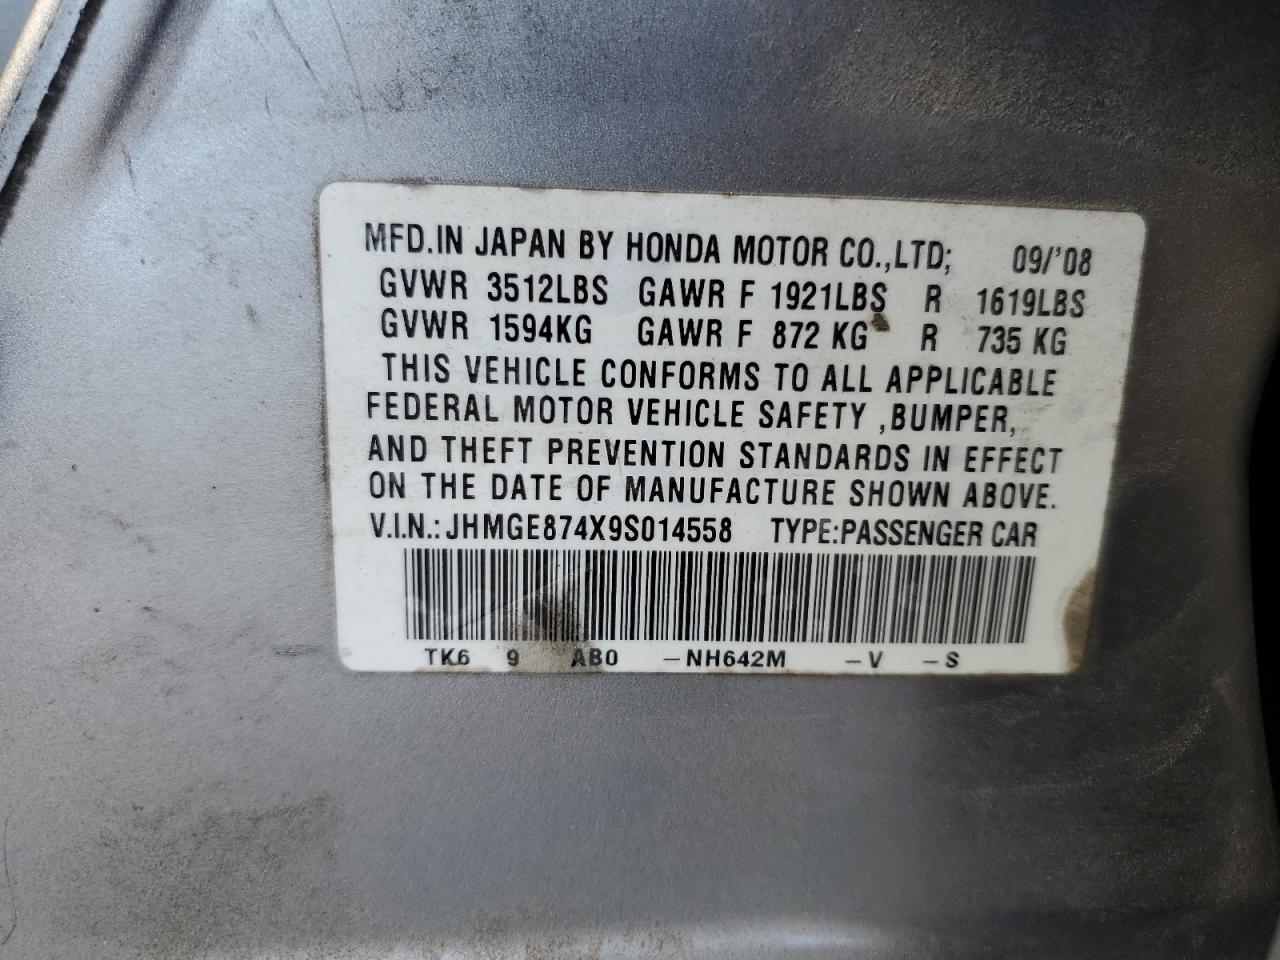 MFD.IN JAPAN BY HONDA MOTOR CO.,LTD; 09/'08
GVWR 3512LBS GAWR F 1921LBS R 1619LBS
GVWR 1594KG GAWR F 872 KG R 735 KG
THIS VEHICLE CONFORMS TO ALL APPLICABLE
FEDERAL MOTOR VEHICLE SAFETY ,BUMPER,
AND THEFT PREVENTION STANDARDS IN EFFECT
ON THE DATE OF MANUFACTURE SHOWN ABOVE.
V.I.N.:JHMGE874X9S014558 TYPE:PASSENGER CAR
TK6 9 AB0 -NH642M -V -S